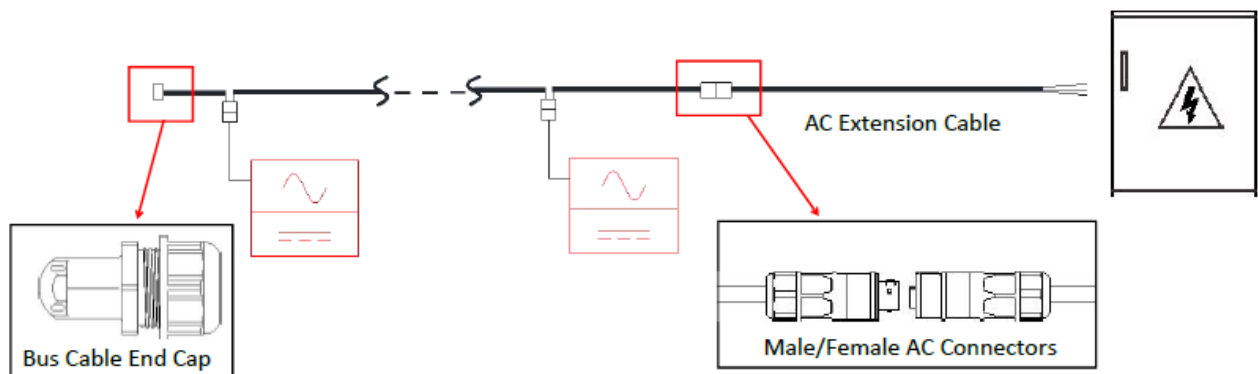 AC Extension Cable
Bus Cable End Cap
Male/Female AC Connectors